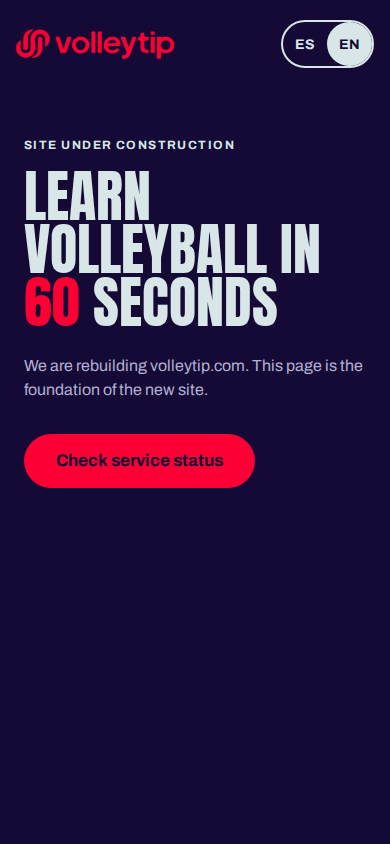 volleytip
ES EN
SITE UNDER CONSTRUCTION
LEARN
VOLLEYBALL IN
60 SECONDS
We are rebuilding volleytip.com. This page is the
foundation of the new site.
Check service status